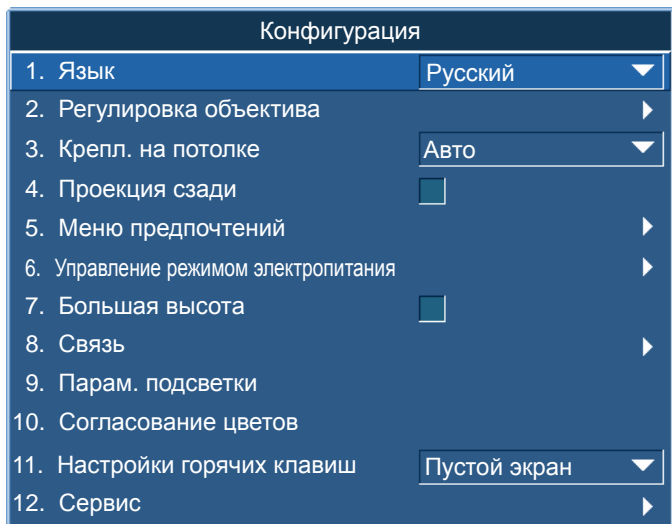 Конфигурация
1. Язык Русский
2. Регулировка объектива
3. Крепл. на потолке Авто
4. Проекция сзади
5. Меню предпочтений
6. Управление режимом электропитания
7. Большая высота
8. Связь
9. Парам. подсветки
10. Согласование цветов
11. Настройки горячих клавиш Пустой экран
12. Сервис